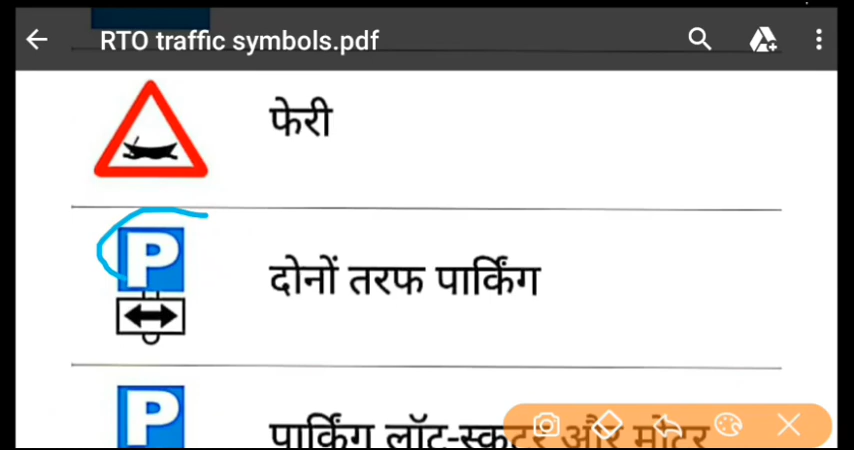 RTO traffic symbols.pdf
फेरी
P
दोनों तरफ पार्किंग
P
पार्किंग लॉट-स्कूटर और मोटर